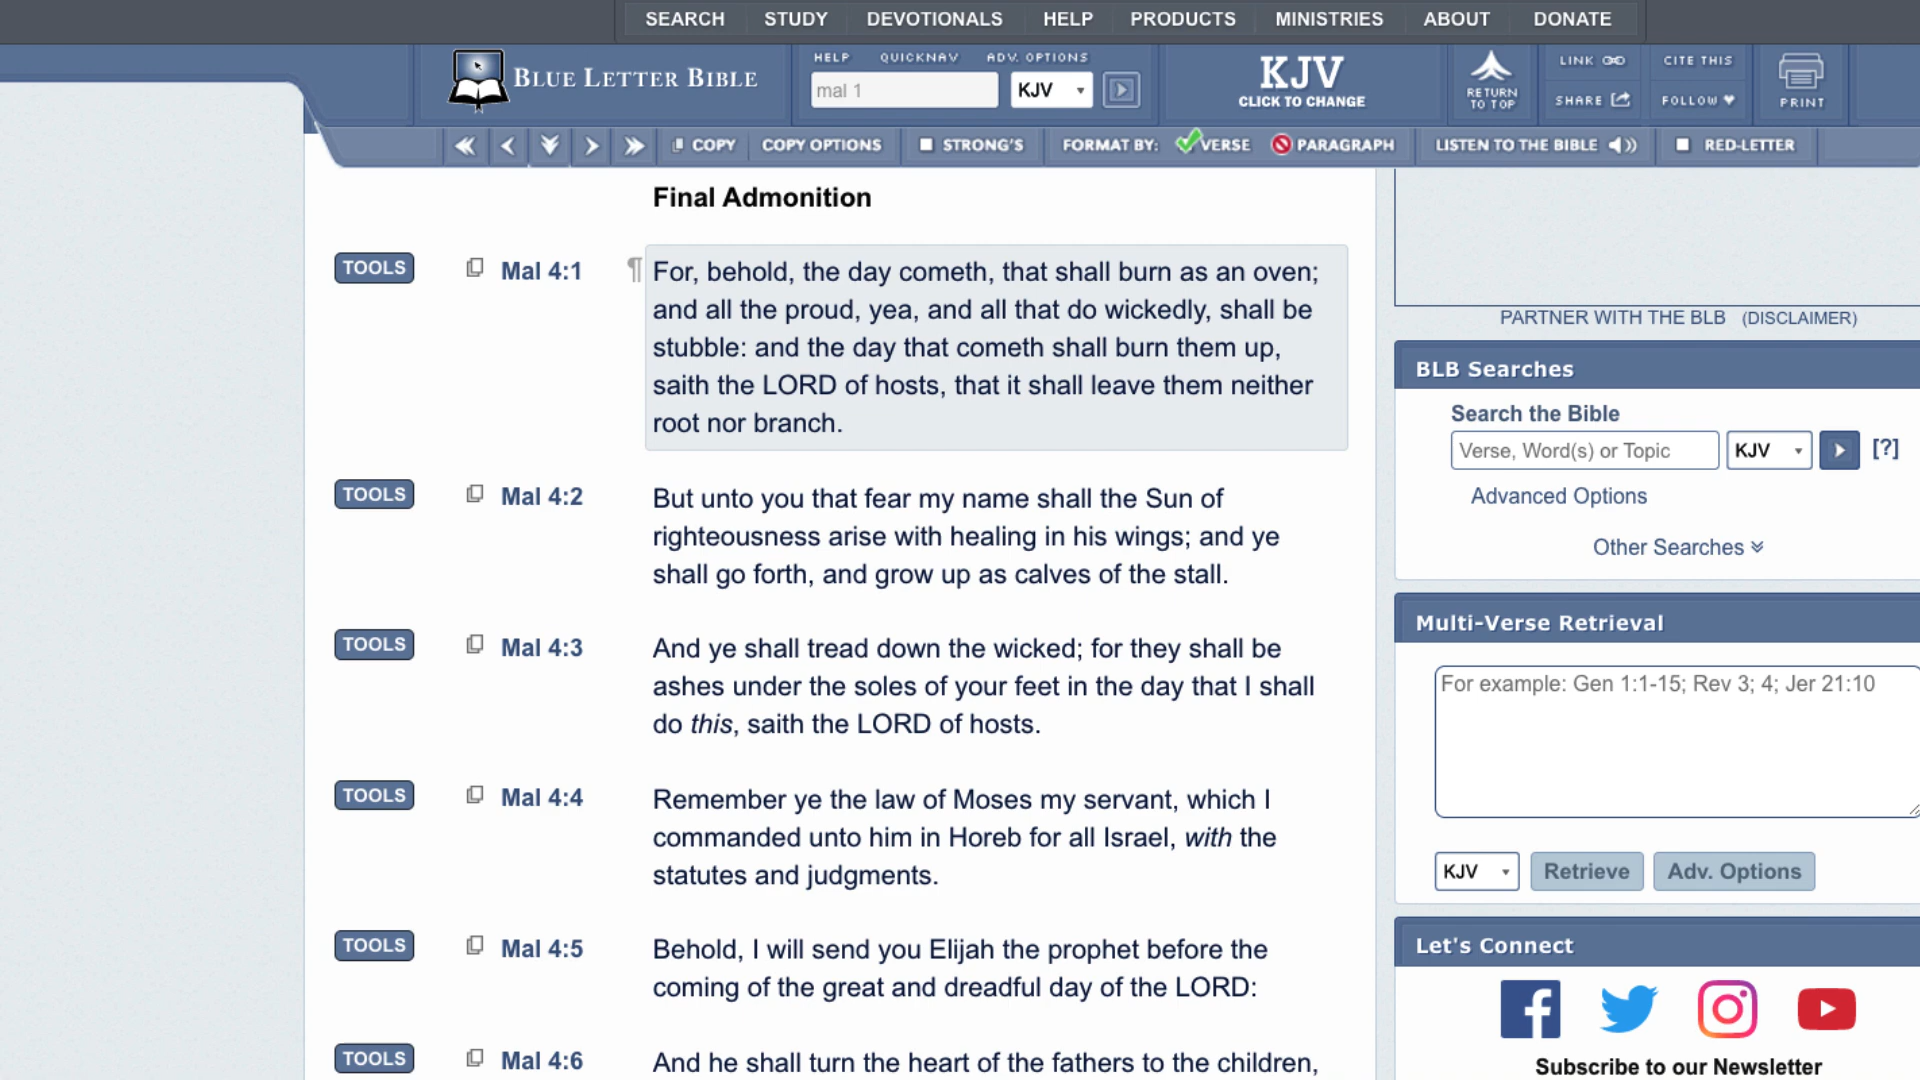 SEARCH STUDY DEVOTIONALS HELP PRODUCTS MINISTRIES ABOUT DONATE
BLUE LETTER BIBLE
HELP QUICKNAV ADV. OPTIONS
mal 1 KJV
KJV
CLICK TO CHANGE
RETURN
TO TOP
LINK
SHARE
CITE THIS
FOLLOW
PRINT
COPY COPY OPTIONS STRONG'S FORMAT BY: VERSE PARAGRAPH LISTEN TO THE BIBLE RED-LETTER
Final Admonition
TOOLS Mal 4:1 ¶ For, behold, the day cometh, that shall burn as an oven;
and all the proud, yea, and all that do wickedly, shall be
stubble: and the day that cometh shall burn them up,
saith the LORD of hosts, that it shall leave them neither
root nor branch.
TOOLS Mal 4:2 But unto you that fear my name shall the Sun of
righteousness arise with healing in his wings; and ye
shall go forth, and grow up as calves of the stall.
TOOLS Mal 4:3 And ye shall tread down the wicked; for they shall be
ashes under the soles of your feet in the day that I shall
do this, saith the LORD of hosts.
TOOLS Mal 4:4 Remember ye the law of Moses my servant, which I
commanded unto him in Horeb for all Israel, with the
statutes and judgments.
TOOLS Mal 4:5 Behold, I will send you Elijah the prophet before the
coming of the great and dreadful day of the LORD:
TOOLS Mal 4:6 And he shall turn the heart of the fathers to the children,
PARTNER WITH THE BLB (DISCLAIMER)
BLB Searches
Search the Bible
Verse, Word(s) or Topic KJV [?]
Advanced Options
Other Searches
Multi-Verse Retrieval
For example: Gen 1:1-15; Rev 3; 4; Jer 21:10
KJV Retrieve Adv. Options
Let's Connect
Subscribe to our Newsletter